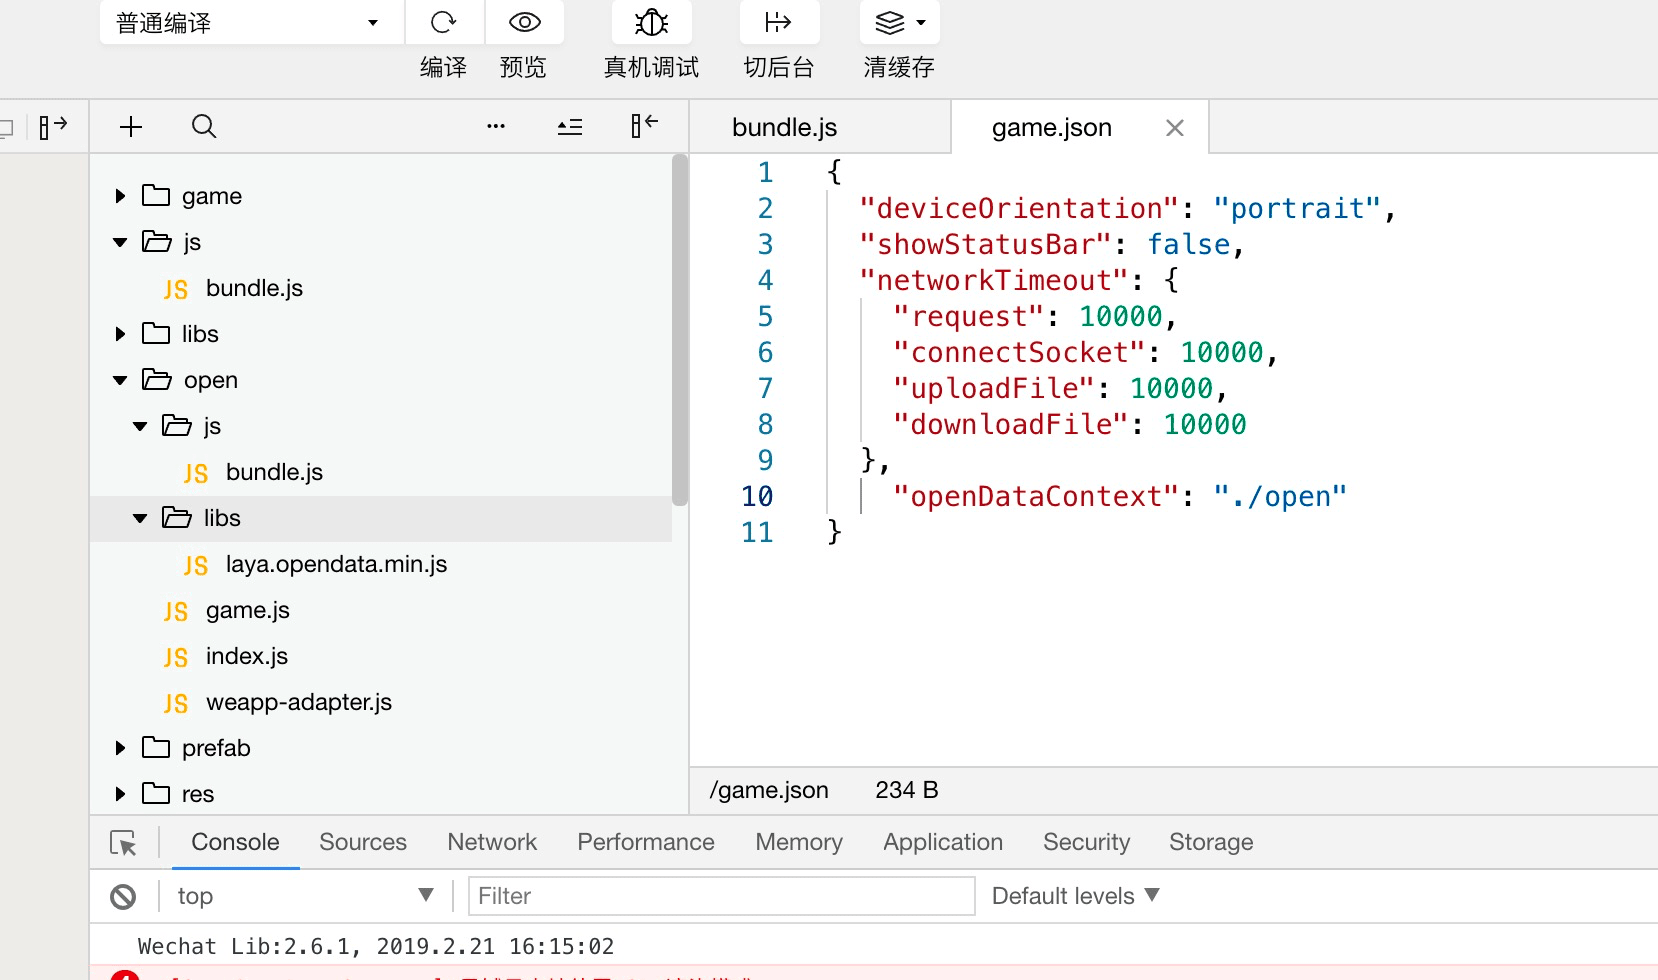 普通编译
编译 预览 真机调试 切后台 清缓存
bundle.js game.json
game
js
JS bundle.js
libs
open
js
JS bundle.js
libs
JS laya.opendata.min.js
JS game.js
JS index.js
JS weapp-adapter.js
prefab
res
1 {
2 "deviceOrientation": "portrait",
3 "showStatusBar": false,
4 "networkTimeout": {
5 "request": 10000,
6 "connectSocket": 10000,
7 "uploadFile": 10000,
8 "downloadFile": 10000
9 },
10 "openDataContext": "./open"
11 }
/game.json 234 B
Console Sources Network Performance Memory Application Security Storage
top Filter Default levels
Wechat Lib:2.6.1, 2019.2.21 16:15:02